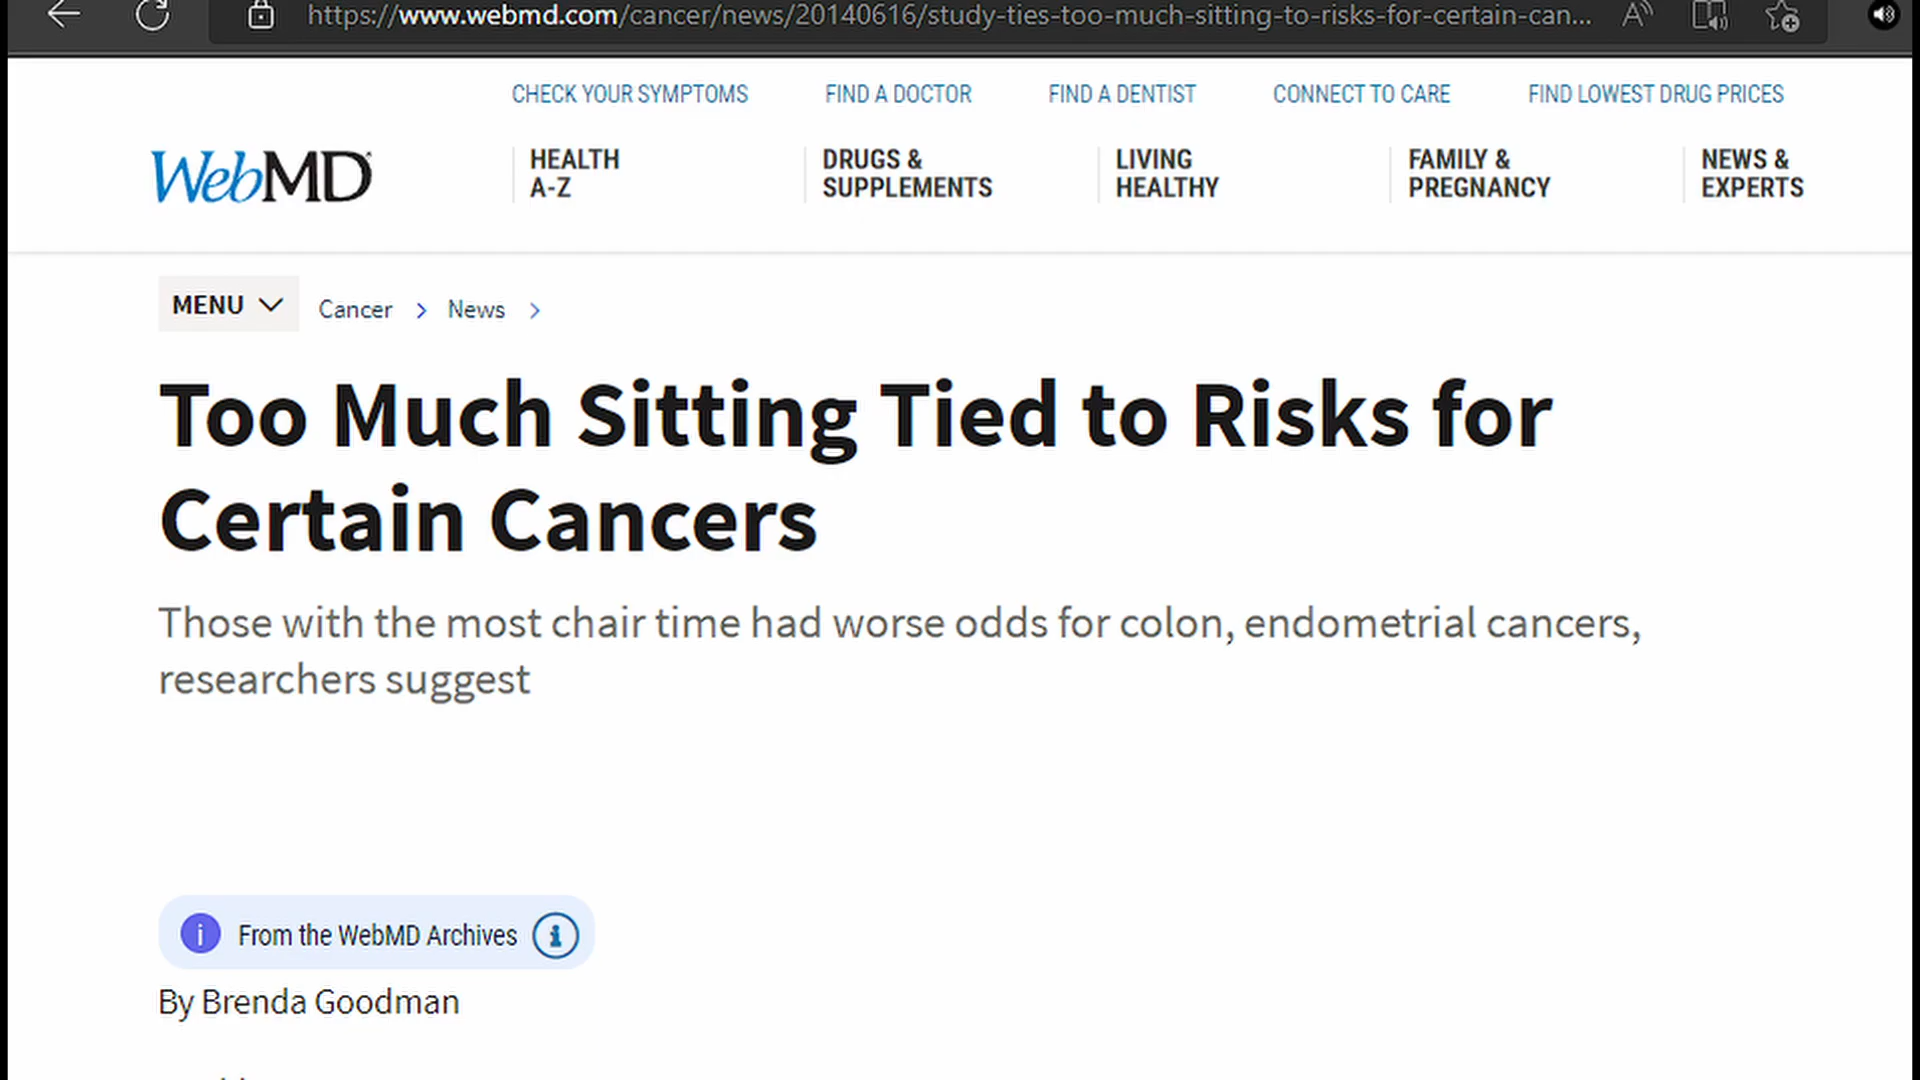 https://www.webmd.com/cancer/news/20140616/study-ties-too-much-sitting-to-risks-for-certain-can...
CHECK YOUR SYMPTOMS
FIND A DOCTOR
FIND A DENTIST
CONNECT TO CARE
FIND LOWEST DRUG PRICES
WebMD
HEALTH
A-Z
DRUGS &
SUPPLEMENTS
LIVING
HEALTHY
FAMILY &
PREGNANCY
NEWS &
EXPERTS
MENU
Cancer > News >
Too Much Sitting Tied to Risks for
Certain Cancers
Those with the most chair time had worse odds for colon, endometrial cancers,
researchers suggest
From the WebMD Archives
By Brenda Goodman